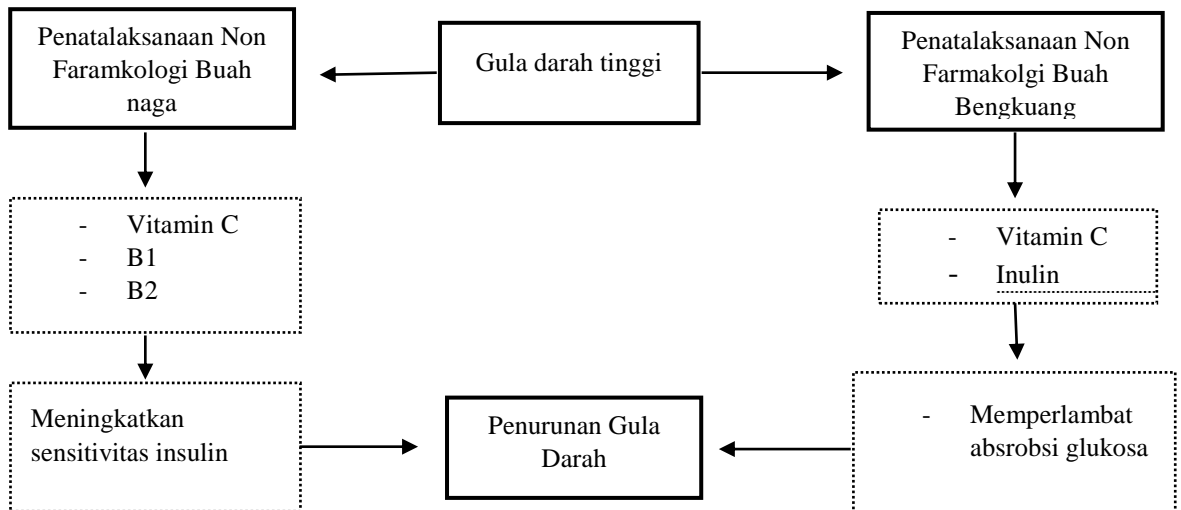 Penatalaksanaan Non
Faramkologi Buah
naga
Gula darah tinggi
Penatalaksanaan Non
Farmakolgi Buah
Bengkuang
- Vitamin C
- B1
- B2
- Vitamin C
- Inulin
Meningkatkan
sensitivitas insulin
Penurunan Gula
Darah
- Memperlambat
absrobsi glukosa